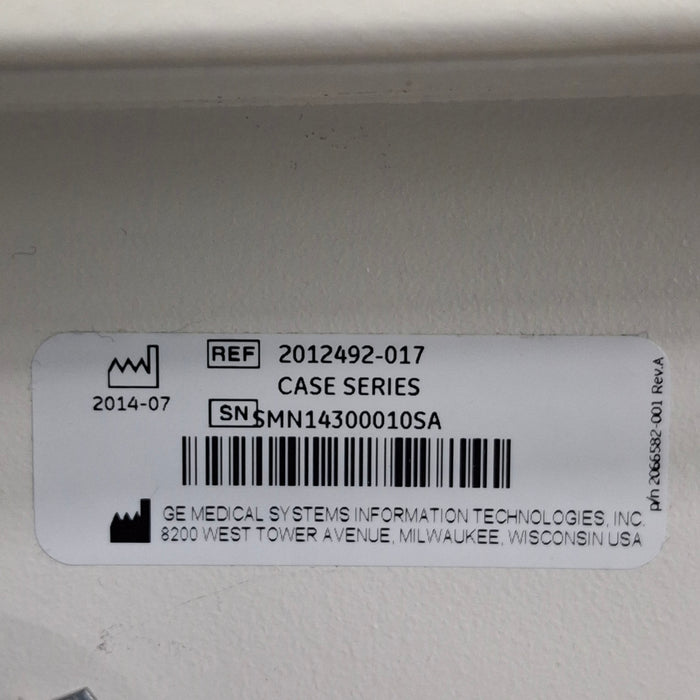 REF 2012492-017
CASE SERIES
2014-07
SN SMN14300010SA
GE MEDICAL SYSTEMS INFORMATION TECHNOLOGIES, INC.
8200 WEST TOWER AVENUE, MILWAUKEE, WISCONSIN USA
p/n 2066582-001 Rev.A